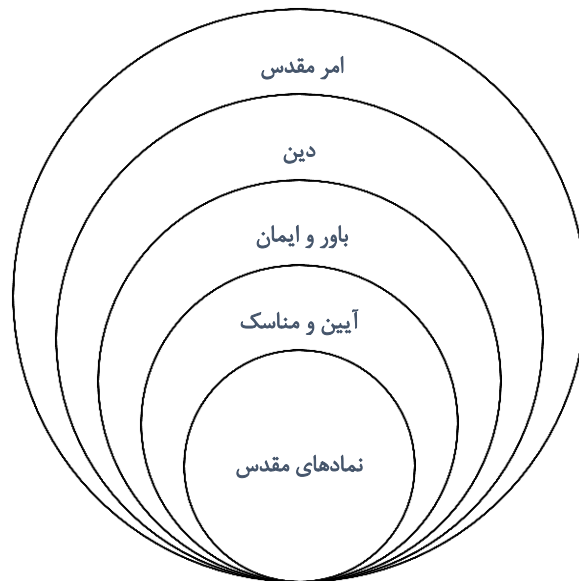 امر مقدس
دین
باور و ایمان
آیین و مناسک
نمادهای مقدس